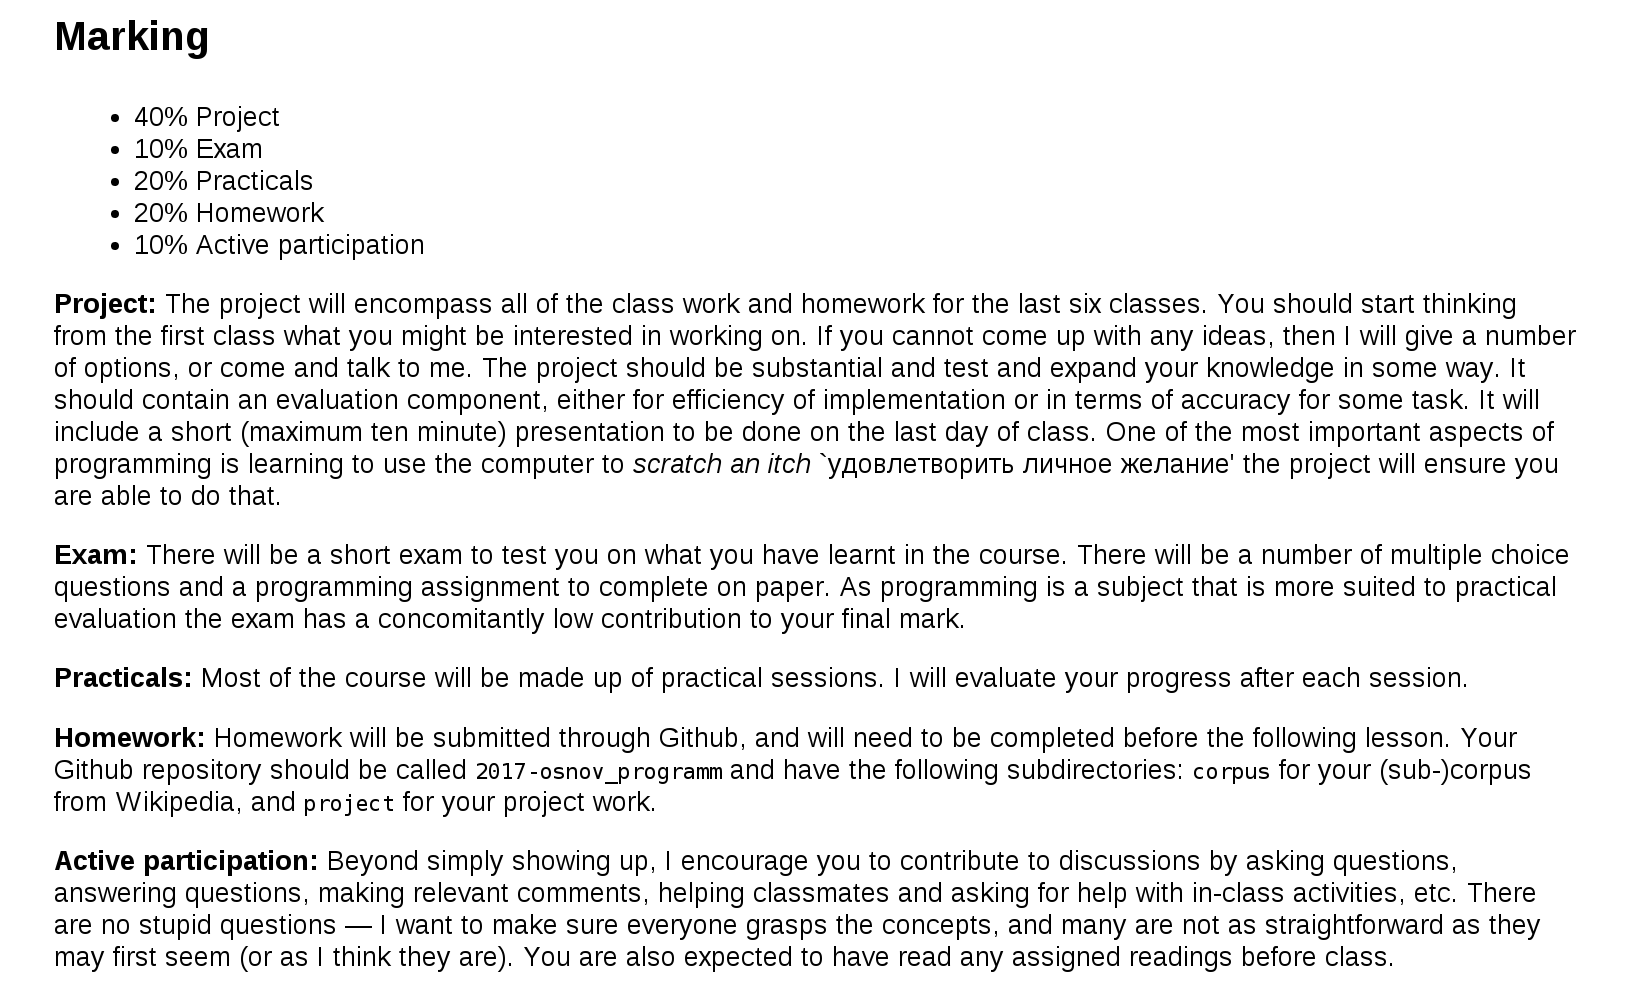 Marking
• 40% Project
• 10% Exam
• 20% Practicals
• 20% Homework
• 10% Active participation
Project: The project will encompass all of the class work and homework for the last six classes. You should start thinking
from the first class what you might be interested in working on. If you cannot come up with any ideas, then I will give a number
of options, or come and talk to me. The project should be substantial and test and expand your knowledge in some way. It
should contain an evaluation component, either for efficiency of implementation or in terms of accuracy for some task. It will
include a short (maximum ten minute) presentation to be done on the last day of class. One of the most important aspects of
programming is learning to use the computer to scratch an itch `удовлетворить личное желание' the project will ensure you
are able to do that.
Exam: There will be a short exam to test you on what you have learnt in the course. There will be a number of multiple choice
questions and a programming assignment to complete on paper. As programming is a subject that is more suited to practical
evaluation the exam has a concomitantly low contribution to your final mark.
Practicals: Most of the course will be made up of practical sessions. I will evaluate your progress after each session.
Homework: Homework will be submitted through Github, and will need to be completed before the following lesson. Your
Github repository should be called 2017-osnov_programm and have the following subdirectories: corpus for your (sub-)corpus
from Wikipedia, and project for your project work.
Active participation: Beyond simply showing up, I encourage you to contribute to discussions by asking questions,
answering questions, making relevant comments, helping classmates and asking for help with in-class activities, etc. There
are no stupid questions — I want to make sure everyone grasps the concepts, and many are not as straightforward as they
may first seem (or as I think they are). You are also expected to have read any assigned readings before class.